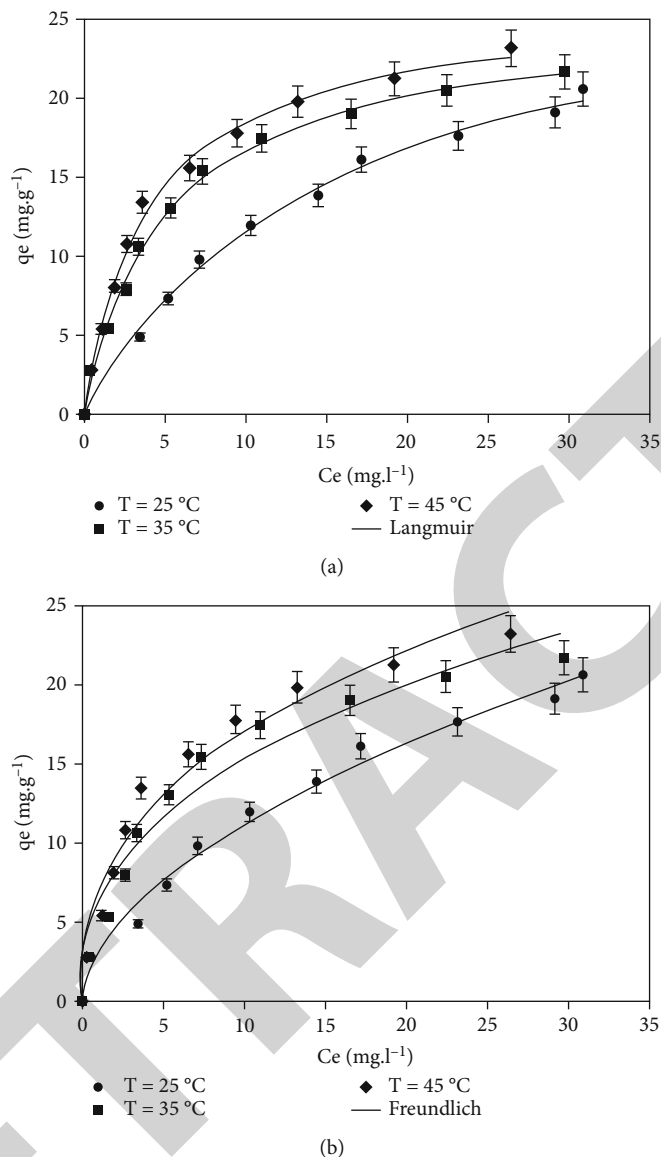 25
20
15
10
5
0
qe (mg.g⁻¹)
0 5 10 15 20 25 30 35
Ce (mg.l⁻¹)
T = 25 °C
T = 35 °C
T = 45 °C
Langmuir
(a)
25
20
15
10
5
0
qe (mg.g⁻¹)
0 5 10 15 20 25 30 35
Ce (mg.l⁻¹)
T = 25 °C
T = 35 °C
T = 45 °C
Freundlich
(b)
TRACT